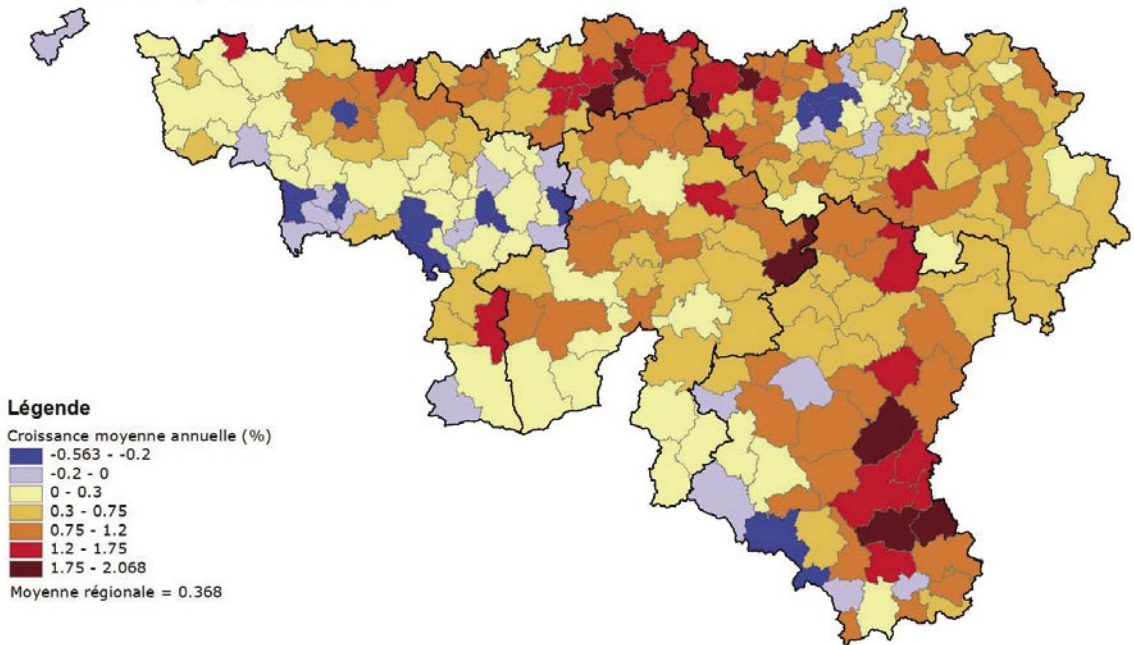 Légende
Croissance moyenne annuelle (%)
-0.563 - -0.2
-0.2 - 0
0 - 0.3
0.3 - 0.75
0.75 - 1.2
1.2 - 1.75
1.75 - 2.068
Moyenne régionale = 0.368